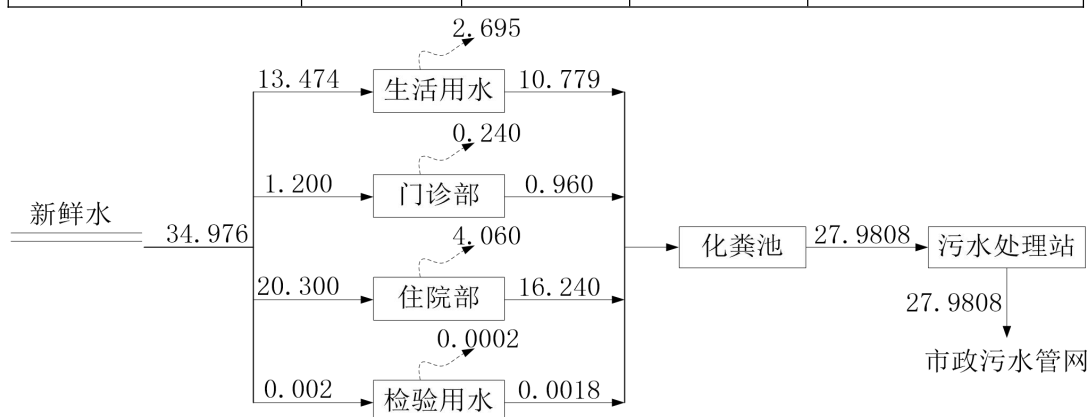 2.695
13.474
生活用水
10.779
0.240
1.200
门诊部
0.960
新鲜水
34.976
4.060
化粪池
27.9808
污水处理站
20.300
住院部
16.240
27.9808
0.0002
市政污水管网
0.002
检验用水
0.0018